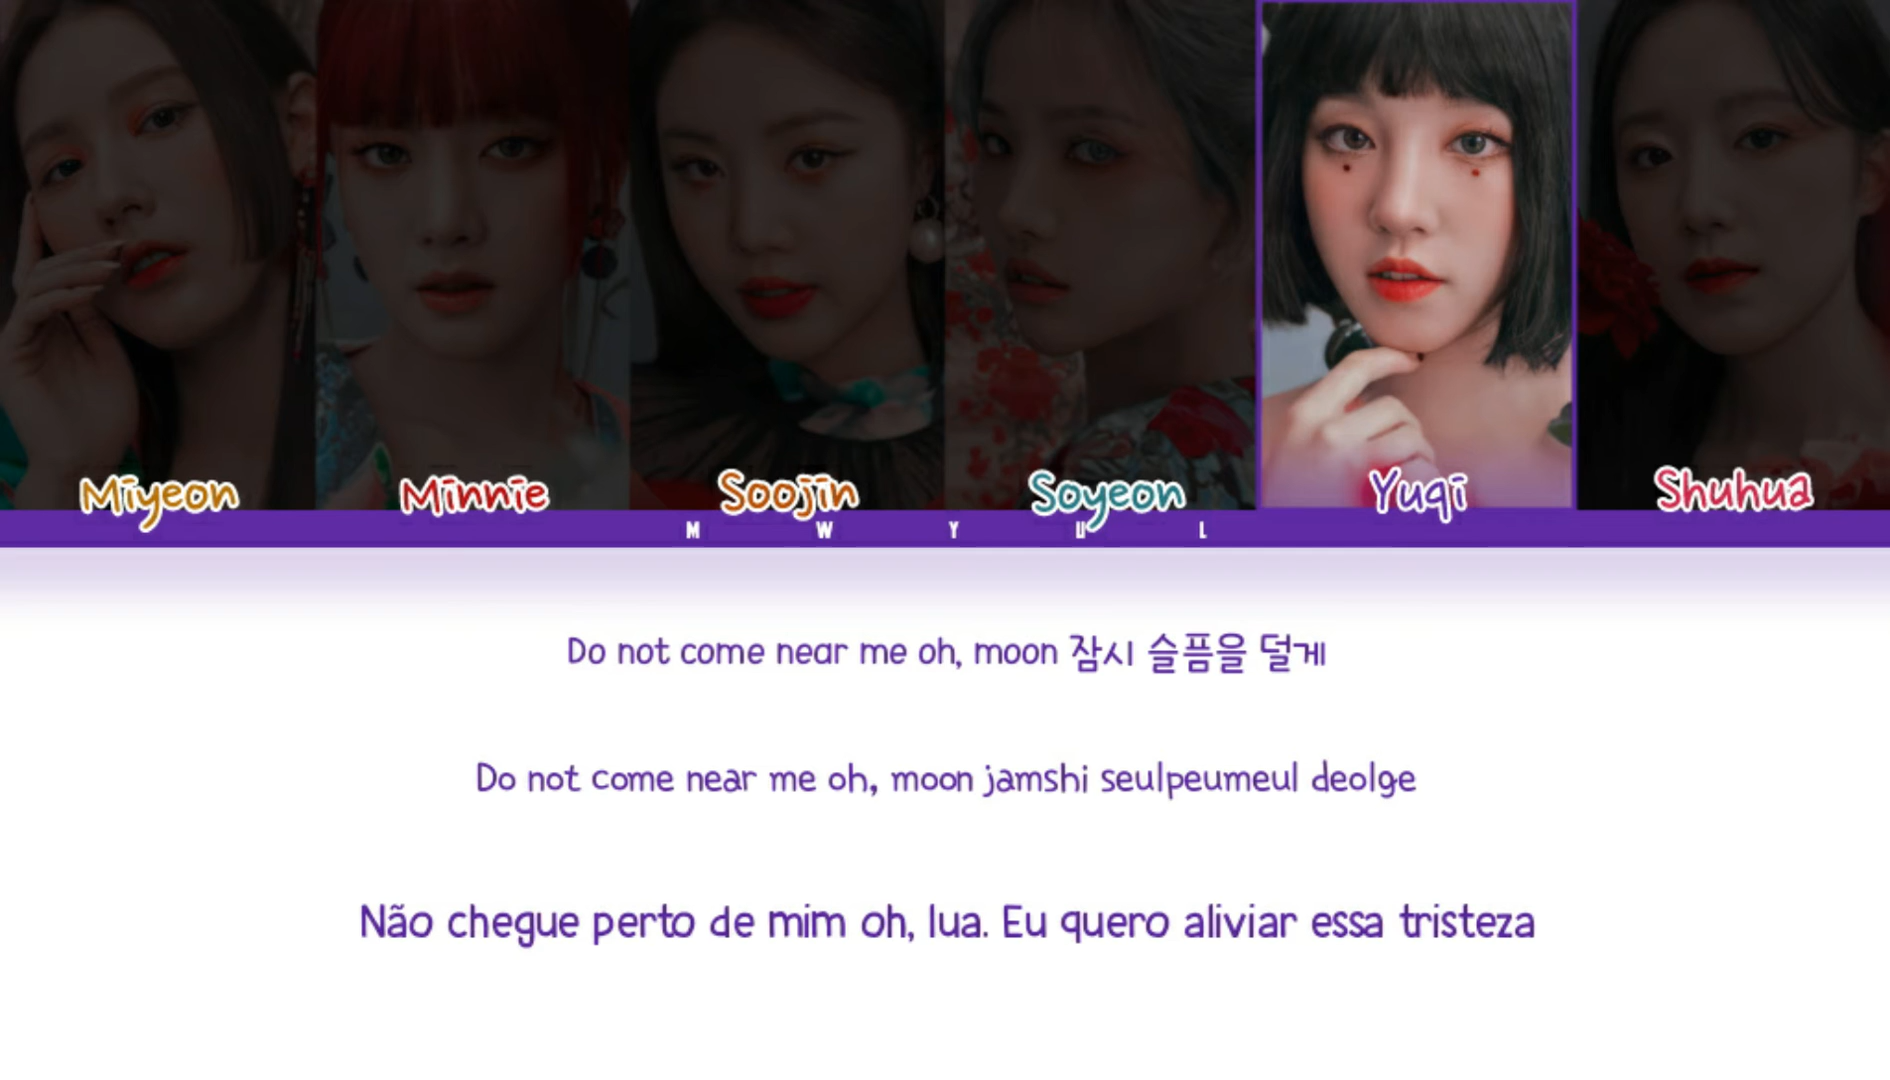 Miyeon Minnie Soojin Soyeon Yuqi Shuhua
M W Y U L
Do not come near me oh, moon 잠시 슬픔을 덜게
Do not come near me oh, moon jamshi seulpeumeul deolge
Não chegue perto de mim oh, lua. Eu quero aliviar essa tristeza